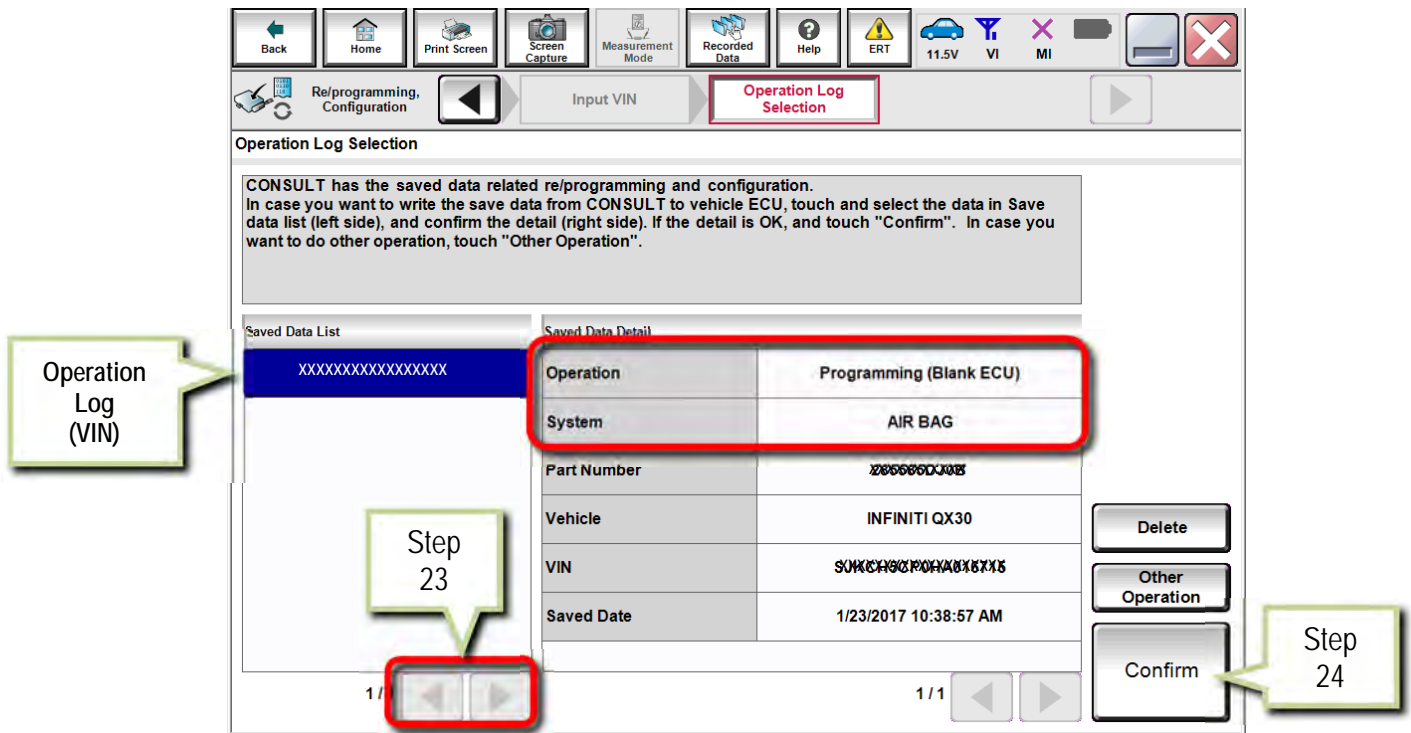 Back
Home
Print Screen
Screen
Capture
Measurement
Mode
Recorded
Data
Help
ERT
11.5V
VI
MI
Re/programming,
Configuration
Input VIN
Operation Log
Selection
Operation Log Selection
CONSULT has the saved data related re/programming and configuration.
In case you want to write the save data from CONSULT to vehicle ECU, touch and select the data in Save
data list (left side), and confirm the detail (right side). If the detail is OK, and touch "Confirm". In case you
want to do other operation, touch "Other Operation".
Saved Data List
Saved Data Detail
Operation
Log
(VIN)
XXXXXXXXXXXXXXXXX
Operation
Programming (Blank ECU)
System
AIR BAG
Part Number
Vehicle
INFINITI QX30
VIN
Saved Date
1/23/2017 10:38:57 AM
Step
23
Delete
Other
Operation
Confirm
Step
24
1/
1/1